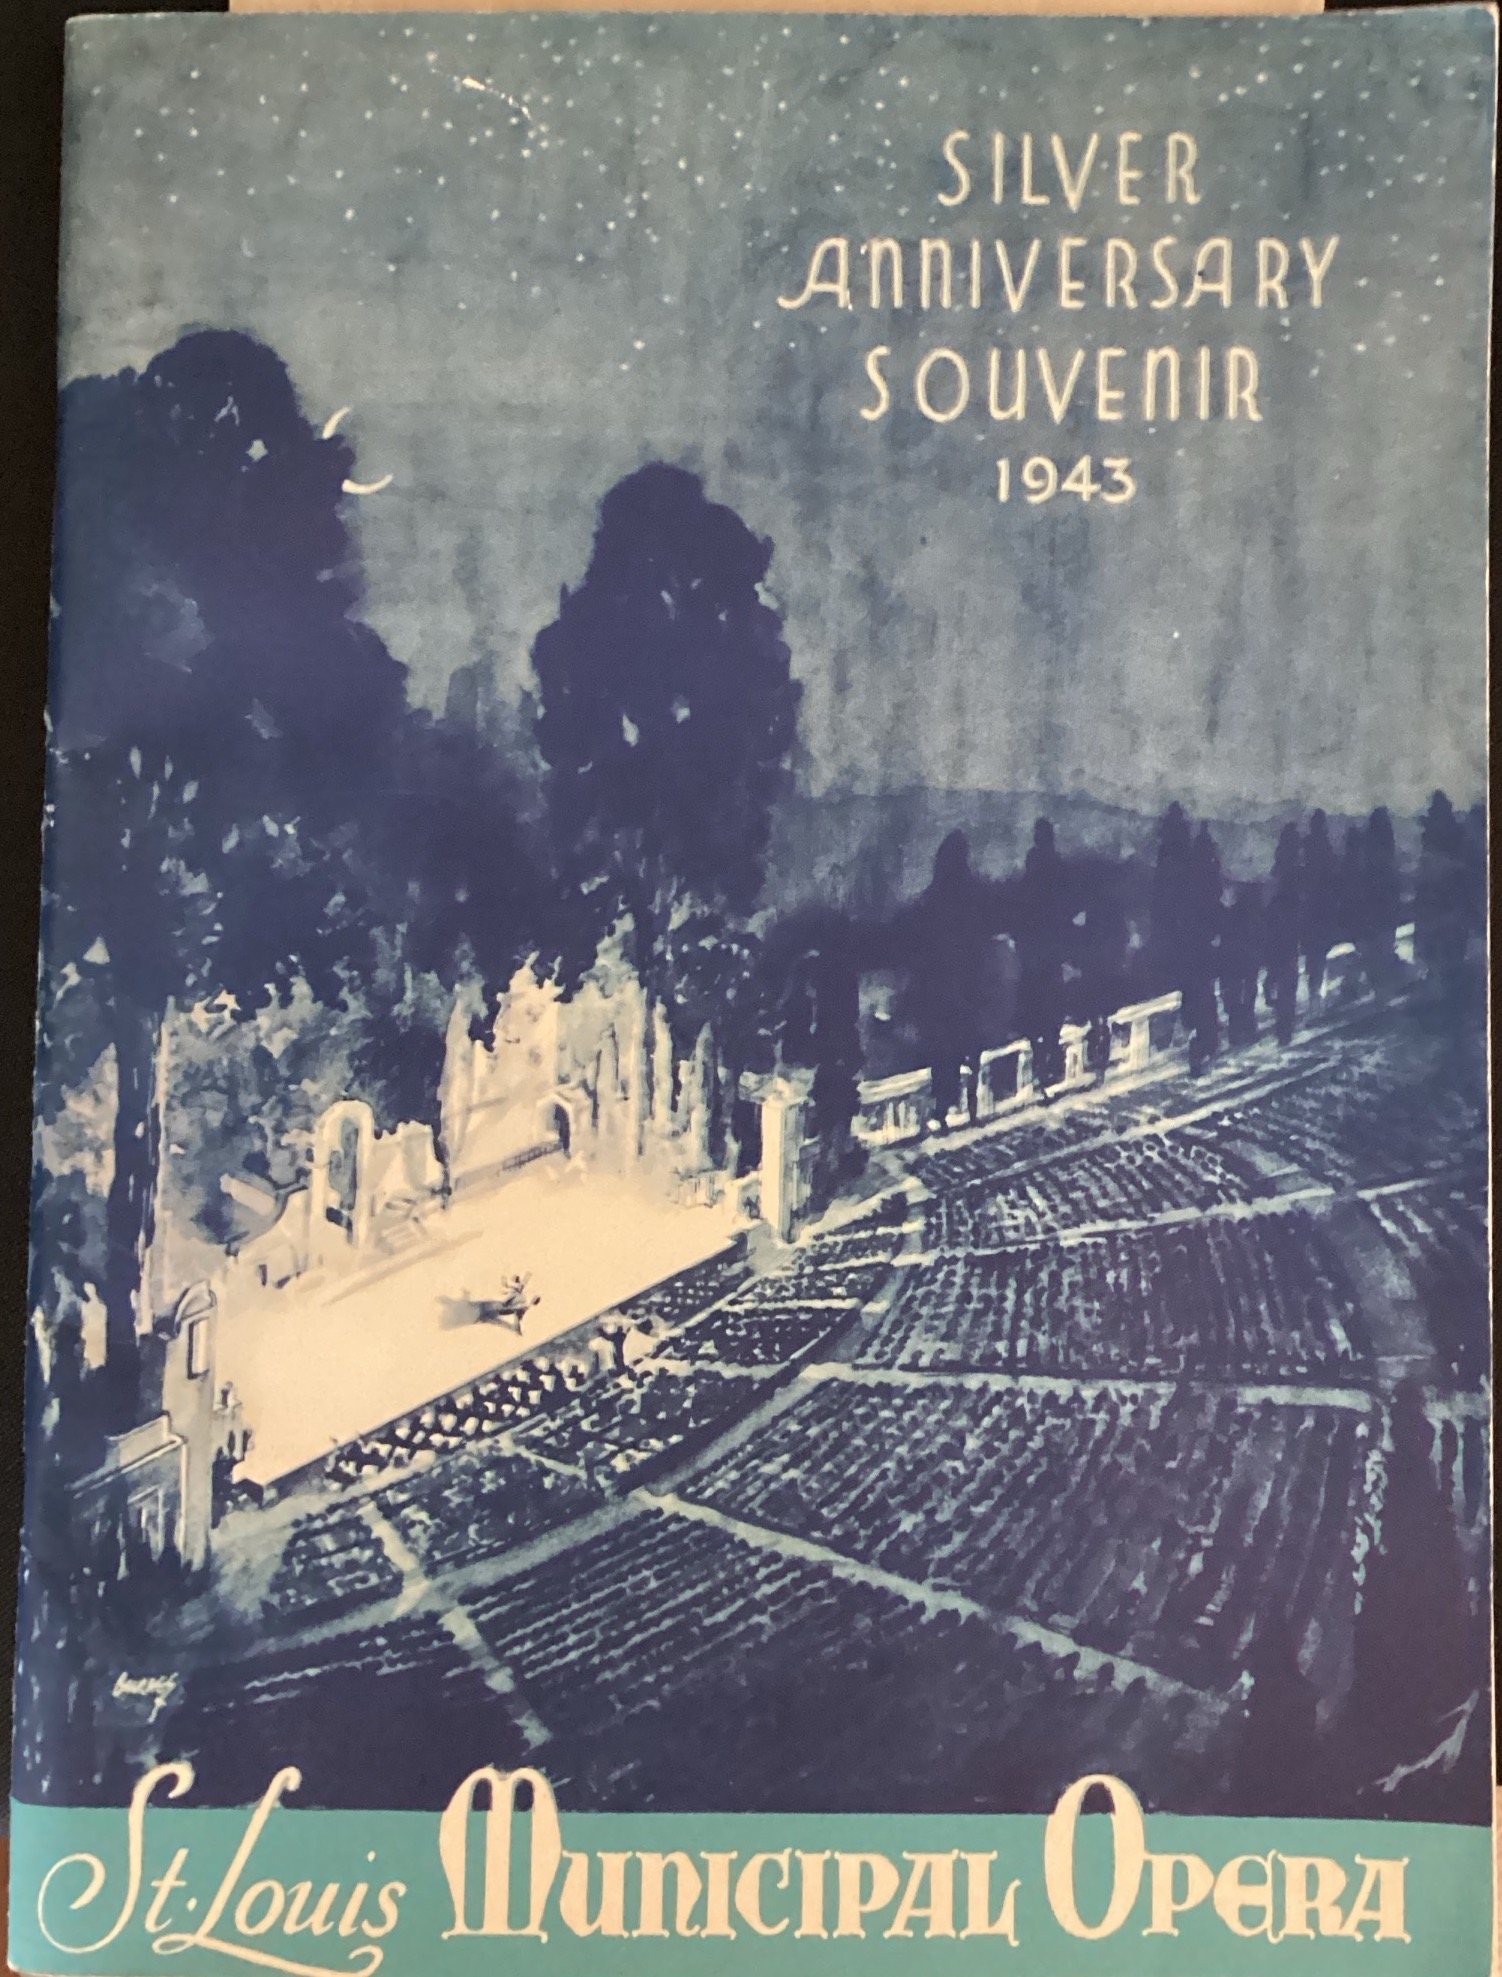 SILVER
ANNIVERSARY
SOUVENIR
1943
St. Louis MUNICIPAL OPERA